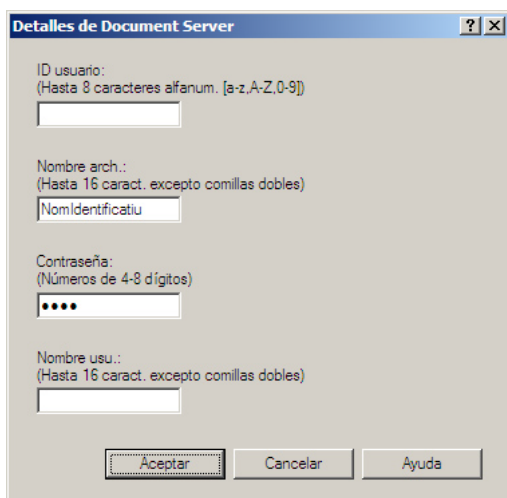 Detalles de Document Server
ID usuario:
(Hasta 8 caracteres alfanum. [a-z,A-Z,0-9])
Nombre arch.:
(Hasta 16 caract. excepto comillas dobles)
NomIdentificatiu
Contraseña:
(Números de 4-8 dígitos)
••••
Nombre usu.:
(Hasta 16 caract. excepto comillas dobles)
Aceptar Cancelar Ayuda